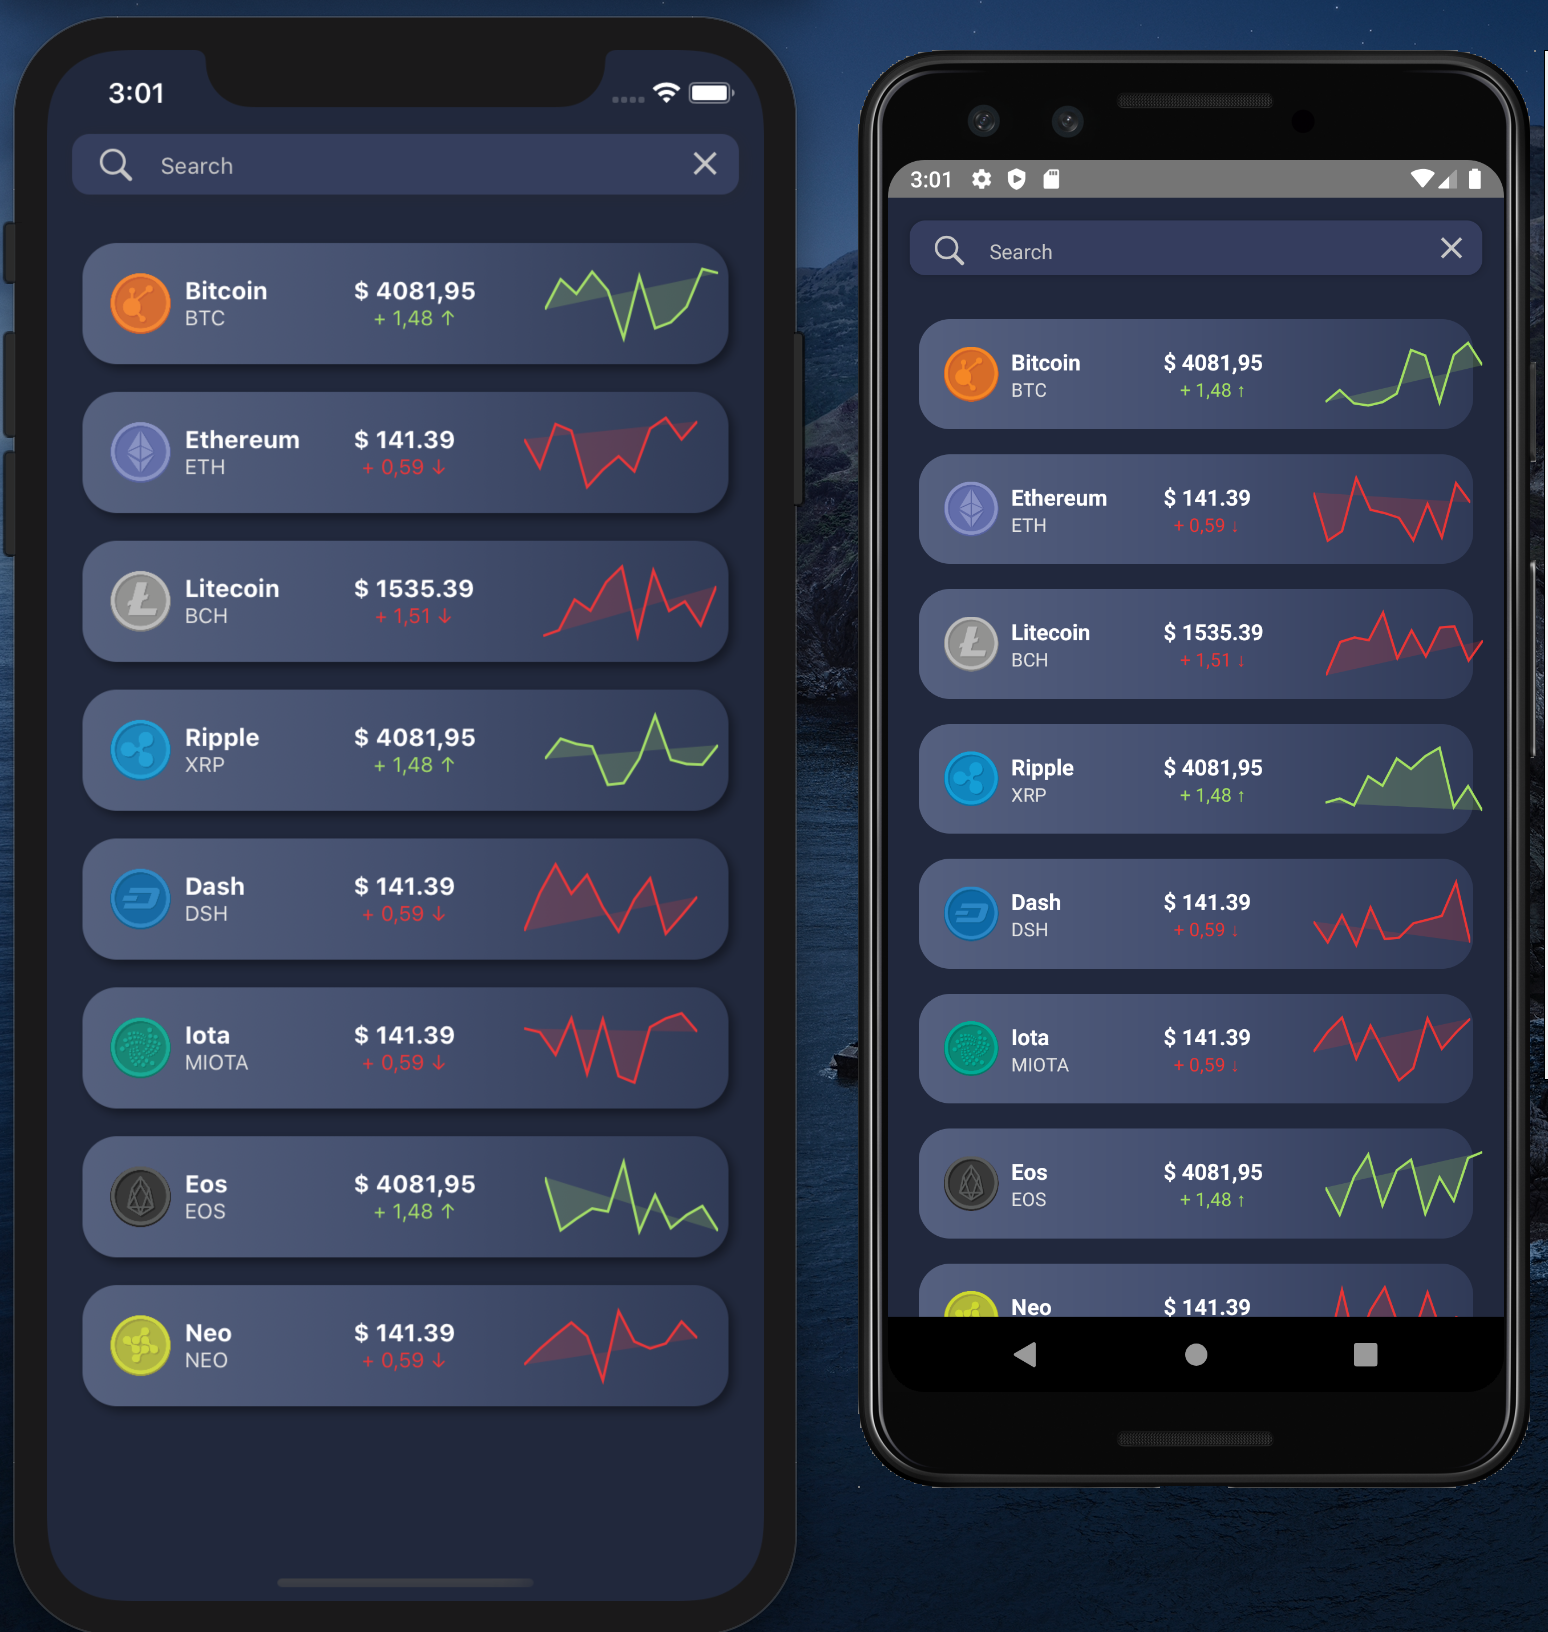 3:01
Search
Bitcoin $ 4081,95
BTC + 1,48 ↑
Ethereum $ 141.39
ETH + 0,59 ↓
Litecoin $ 1535.39
BCH + 1,51 ↓
Ripple $ 4081,95
XRP + 1,48 ↑
Dash $ 141.39
DSH + 0,59 ↓
Iota $ 141.39
MIOTA + 0,59 ↓
Eos $ 4081,95
EOS + 1,48 ↑
Neo $ 141.39
NEO + 0,59 ↓
3:01
Search
Bitcoin $ 4081,95
BTC + 1,48 ↑
Ethereum $ 141.39
ETH + 0,59 ↓
Litecoin $ 1535.39
BCH + 1,51 ↓
Ripple $ 4081,95
XRP + 1,48 ↑
Dash $ 141.39
DSH + 0,59 ↓
Iota $ 141.39
MIOTA + 0,59 ↓
Eos $ 4081,95
EOS + 1,48 ↑
Neo $ 141.39